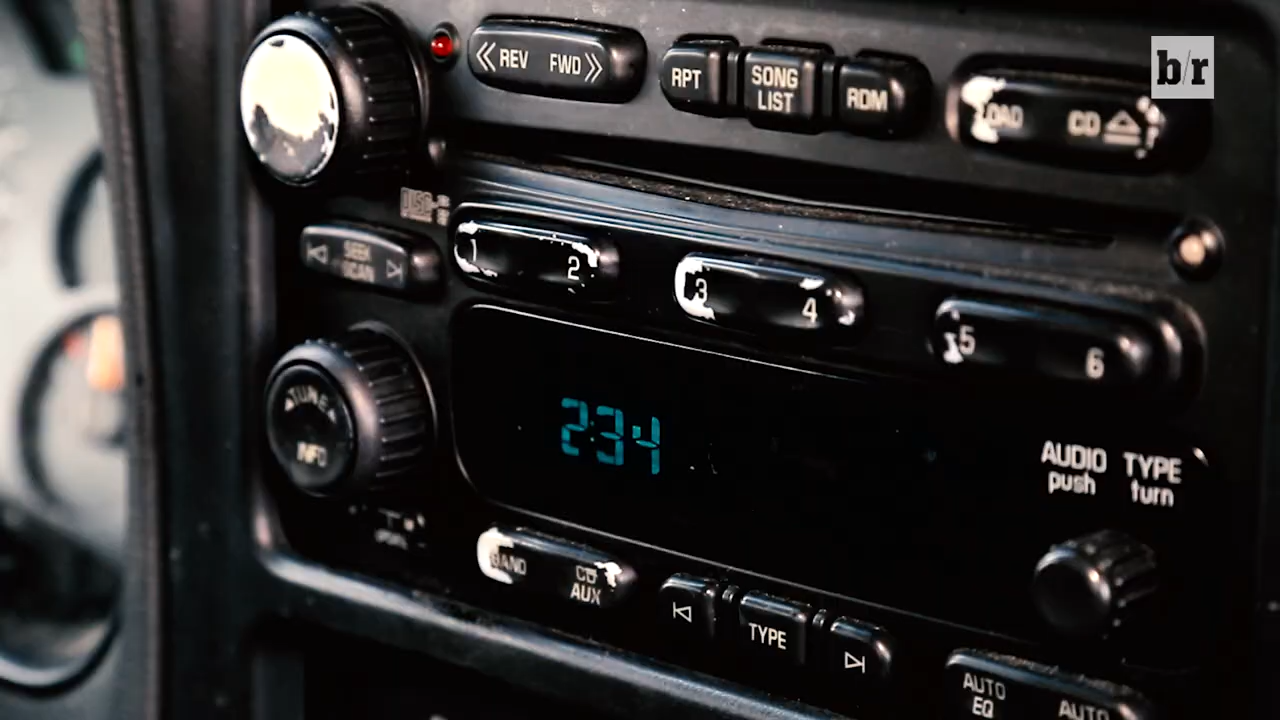 b/r
REV FWD
RPT
SONG
LIST
RDM
LOAD CD
DISC
SEEK
SCAN
1 2
3 4
5 6
TUNE
INFO
2:34
AUDIO
push
TYPE
turn
BAND
CD
AUX
TYPE
AUTO
EQ
AUTO